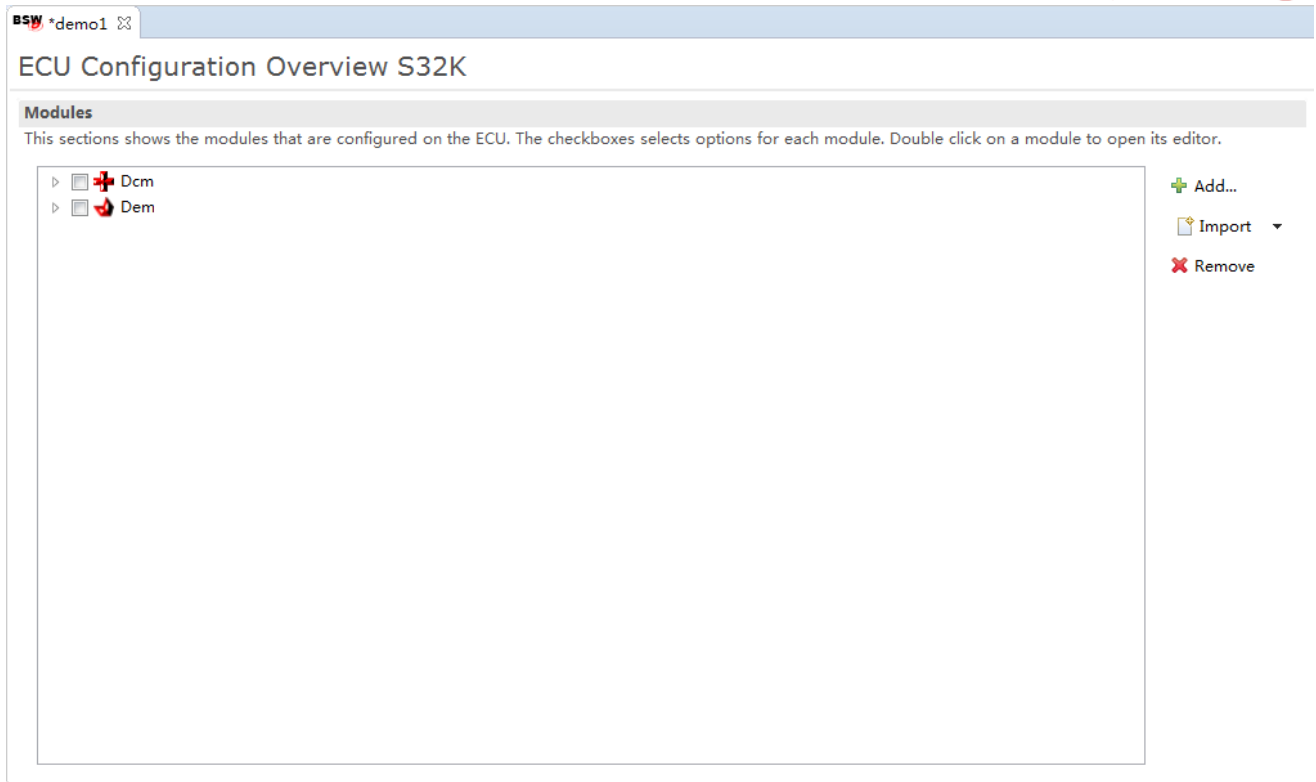 BSW *demo1
ECU Configuration Overview S32K
Modules
This sections shows the modules that are configured on the ECU. The checkboxes selects options for each module. Double click on a module to open its editor.
Dcm
Dem
Add...
Import
Remove